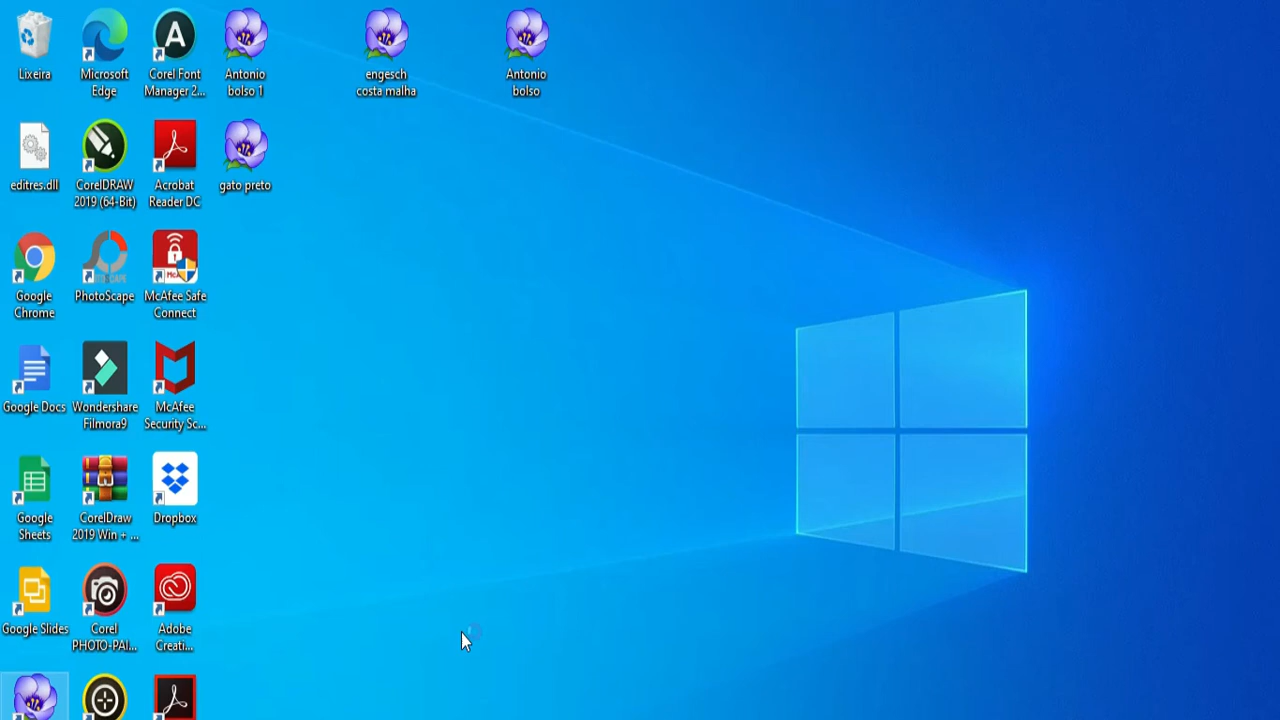 Lixeira
Microsoft
Edge
Corel Font
Manager 2...
Antonio
bolso 1
engesch
costa malha
Antonio
bolso
editres.dll
CorelDRAW
2019 (64-Bit)
Acrobat
Reader DC
gato preto
Google
Chrome
PhotoScape
McAfee Safe
Connect
Google Docs
Wondershare
Filmora9
McAfee
Security Sc...
Google
Sheets
CorelDraw
2019 Win + ...
Dropbox
Google Slides
Corel
PHOTO-PAI...
Adobe
Creati...